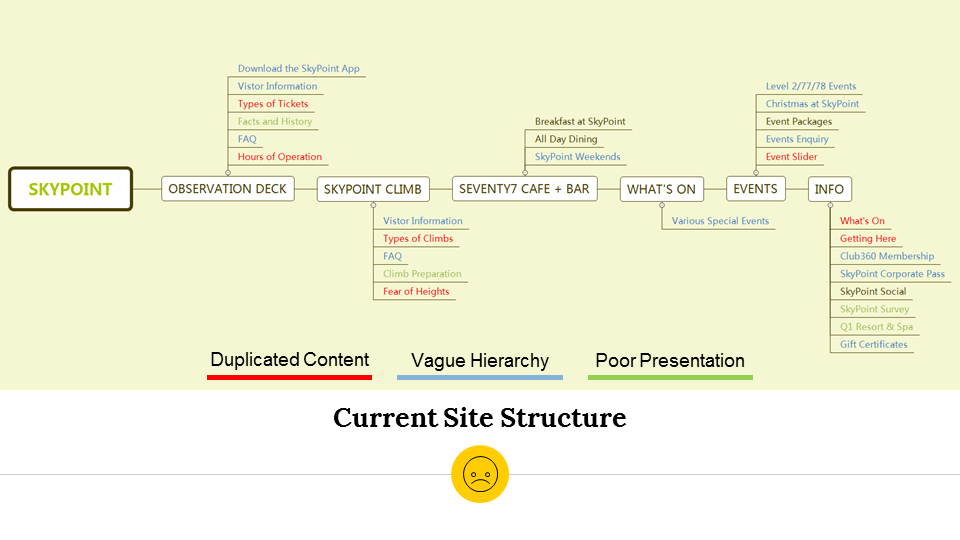 Download the SkyPoint App
Vistor Information
Types of Tickets
Facts and History
FAQ
Hours of Operation
Breakfast at SkyPoint
All Day Dining
SkyPoint Weekends
Level 2/77/78 Events
Christmas at SkyPoint
Event Packages
Events Enquiry
Event Slider
SKYPOINT
OBSERVATION DECK
SKYPOINT CLIMB
SEVENTY7 CAFE + BAR
WHAT'S ON
EVENTS
INFO
Vistor Information
Types of Climbs
FAQ
Climb Preparation
Fear of Heights
Various Special Events
What's On
Getting Here
Club360 Membership
SkyPoint Corporate Pass
SkyPoint Social
SkyPoint Survey
Q1 Resort & Spa
Gift Certificates
Duplicated Content
Vague Hierarchy
Poor Presentation
Current Site Structure